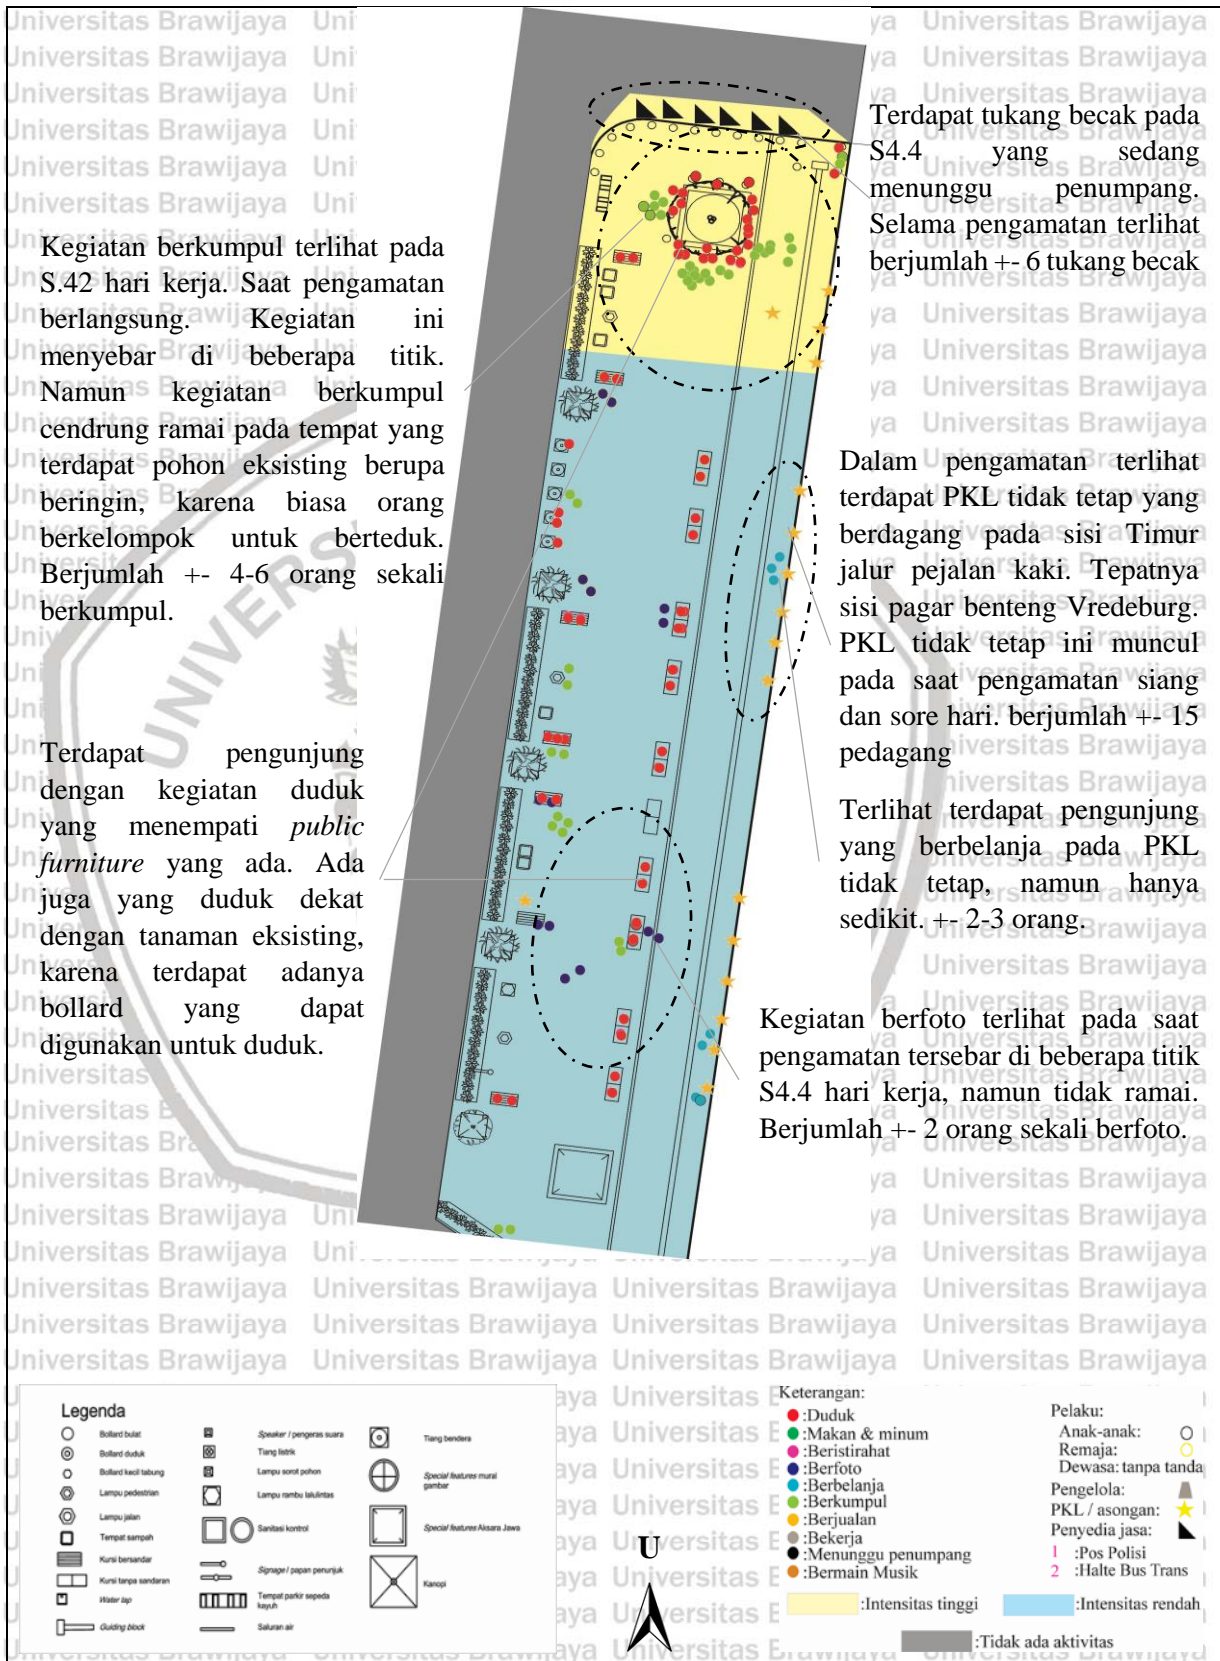 Terdapat tukang becak pada
S4.4 yang sedang
menunggu penumpang.
Selama pengamatan terlihat
berjumlah +- 6 tukang becak
Kegiatan berkumpul terlihat pada
S.42 hari kerja. Saat pengamatan
berlangsung. Kegiatan ini
menyebar di beberapa titik.
Namun kegiatan berkumpul
cendrung ramai pada tempat yang
terdapat pohon eksisting berupa
beringin, karena biasa orang
berkelompok untuk berteduk.
Berjumlah +- 4-6 orang sekali
berkumpul.
Dalam pengamatan terlihat
terdapat PKL tidak tetap yang
berdagang pada sisi Timur
jalur pejalan kaki. Tepatnya
sisi pagar benteng Vredeburg.
PKL tidak tetap ini muncul
pada saat pengamatan siang
dan sore hari. berjumlah +- 15
pedagang
Terdapat pengunjung
dengan kegiatan duduk
yang menempati public
furniture yang ada. Ada
juga yang duduk dekat
dengan tanaman eksisting,
karena terdapat adanya
bollard yang dapat
digunakan untuk duduk.
Terlihat terdapat pengunjung
yang berbelanja pada PKL
tidak tetap, namun hanya
sedikit. +- 2-3 orang.
Kegiatan berfoto terlihat pada saat
pengamatan tersebar di beberapa titik
S4.4 hari kerja, namun tidak ramai.
Berjumlah +- 2 orang sekali berfoto.
Legenda
Bollard bulat
Bollard duduk
Bollard kecil tabung
Lampu pedestrian
Lampu jalan
Tempat sampah
Kursi bersandar
Kursi tanpa sandaran
Water tap
Guiding block
Speaker / pengeras suara
Tiang listrik
Lampu sorot pohon
Lampu rambu lalulintas
Sanitasi kontrol
Signage / papan penunjuk
Tempat parkir sepeda
kayuh
Saluran air
Tiang bendera
Special features mural
gambar
Special features Aksara Jawa
Kanopi
U
Keterangan:
:Duduk
:Makan & minum
:Beristirahat
:Berfoto
:Berbelanja
:Berkumpul
:Berjualan
:Bekerja
:Menunggu penumpang
:Bermain Musik
Pelaku:
Anak-anak:
Remaja:
Dewasa: tanpa tanda
Pengelola:
PKL / asongan:
Penyedia jasa:
1 :Pos Polisi
2 :Halte Bus Trans
:Intensitas tinggi
:Intensitas rendah
:Tidak ada aktivitas
Universitas Brawijaya
UNIVERS